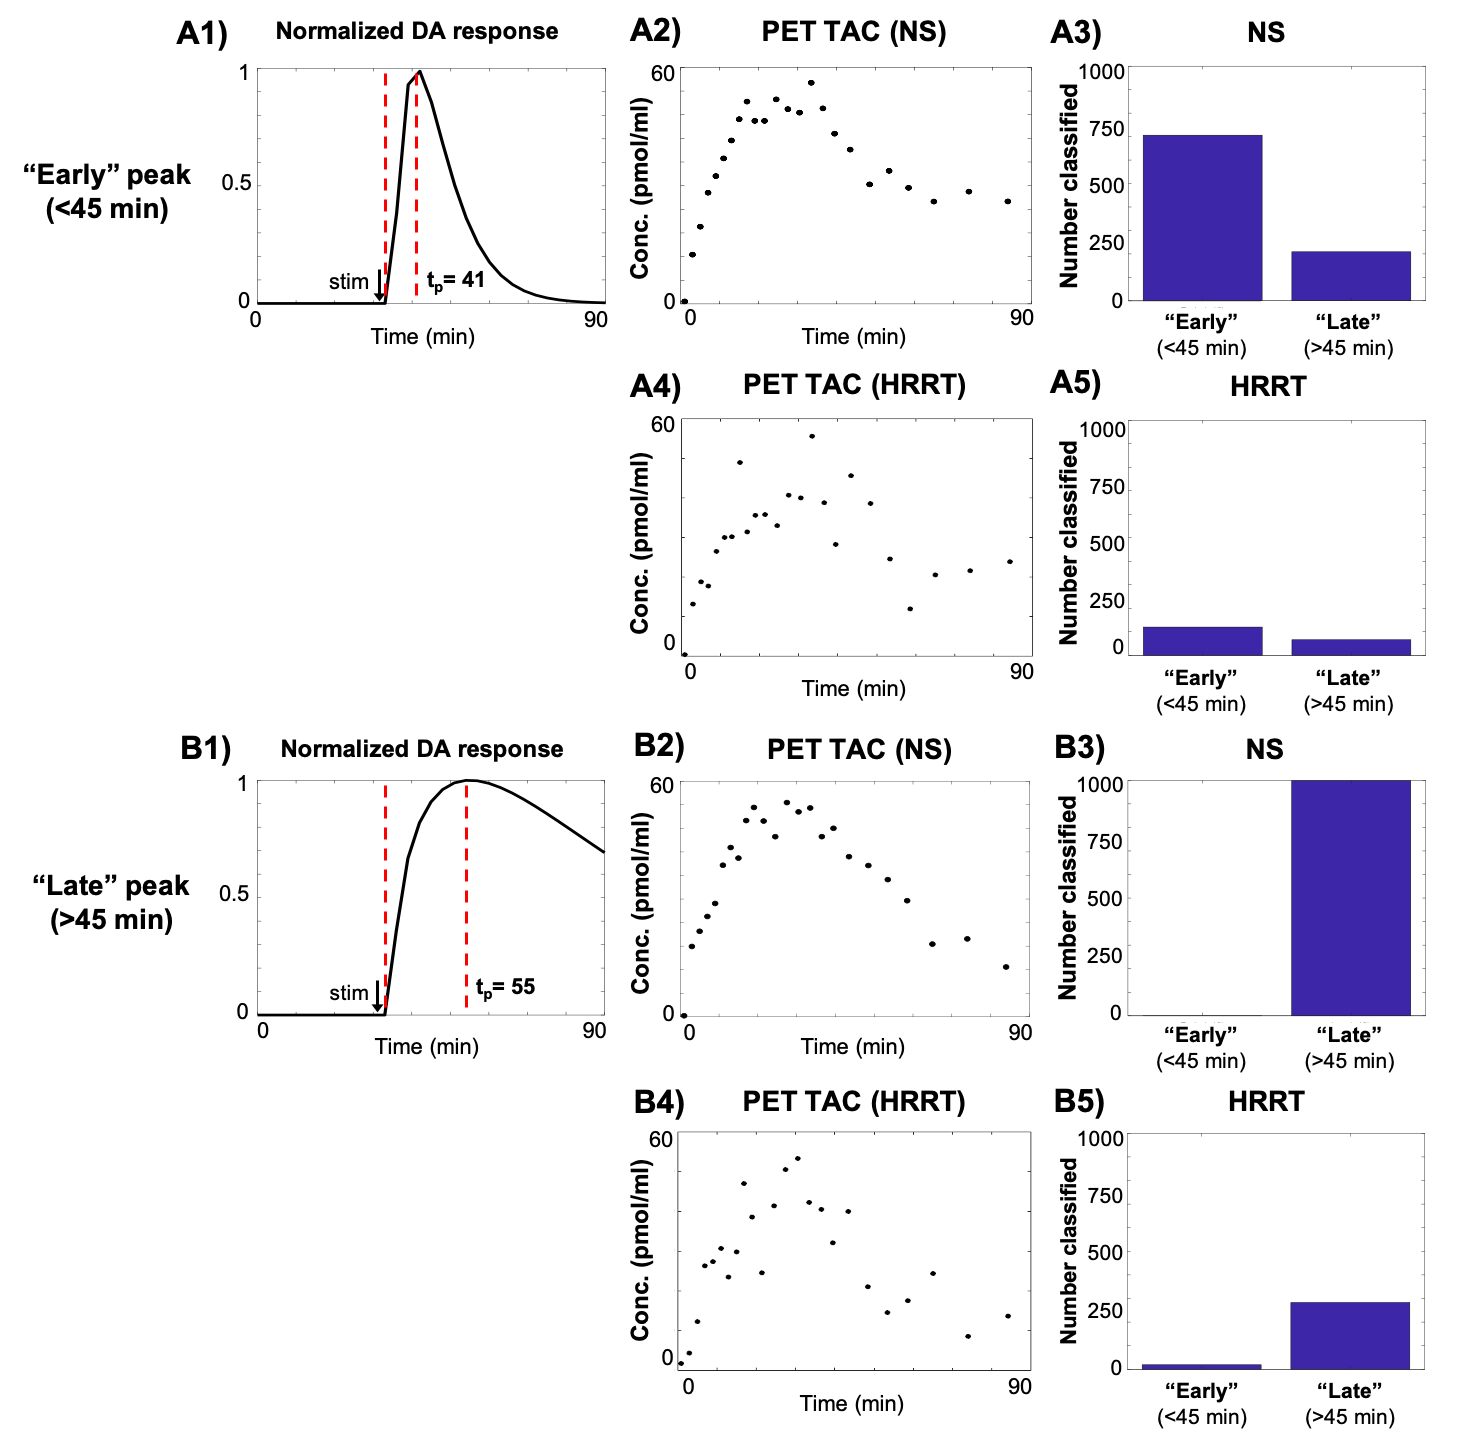 A1) Normalized DA response
A2) PET TAC (NS)
A3) NS
“Early” peak
(<45 min)
1
0.5
0
stim
tp= 41
0 90
Time (min)
Conc. (pmol/ml)
60
0
0 90
Time (min)
Number classified
1000
750
500
250
0
“Early” “Late”
(<45 min) (>45 min)
A4) PET TAC (HRRT)
A5) HRRT
Conc. (pmol/ml)
60
0
0 90
Time (min)
Number classified
1000
750
500
250
0
“Early” “Late”
(<45 min) (>45 min)
B1) Normalized DA response
B2) PET TAC (NS)
B3) NS
“Late” peak
(>45 min)
1
0.5
0
stim
tp= 55
0 90
Time (min)
Conc. (pmol/ml)
60
0
0 90
Time (min)
Number classified
1000
750
500
250
0
“Early” “Late”
(<45 min) (>45 min)
B4) PET TAC (HRRT)
B5) HRRT
Conc. (pmol/ml)
60
0
0 90
Time (min)
Number classified
1000
750
500
250
0
“Early” “Late”
(<45 min) (>45 min)